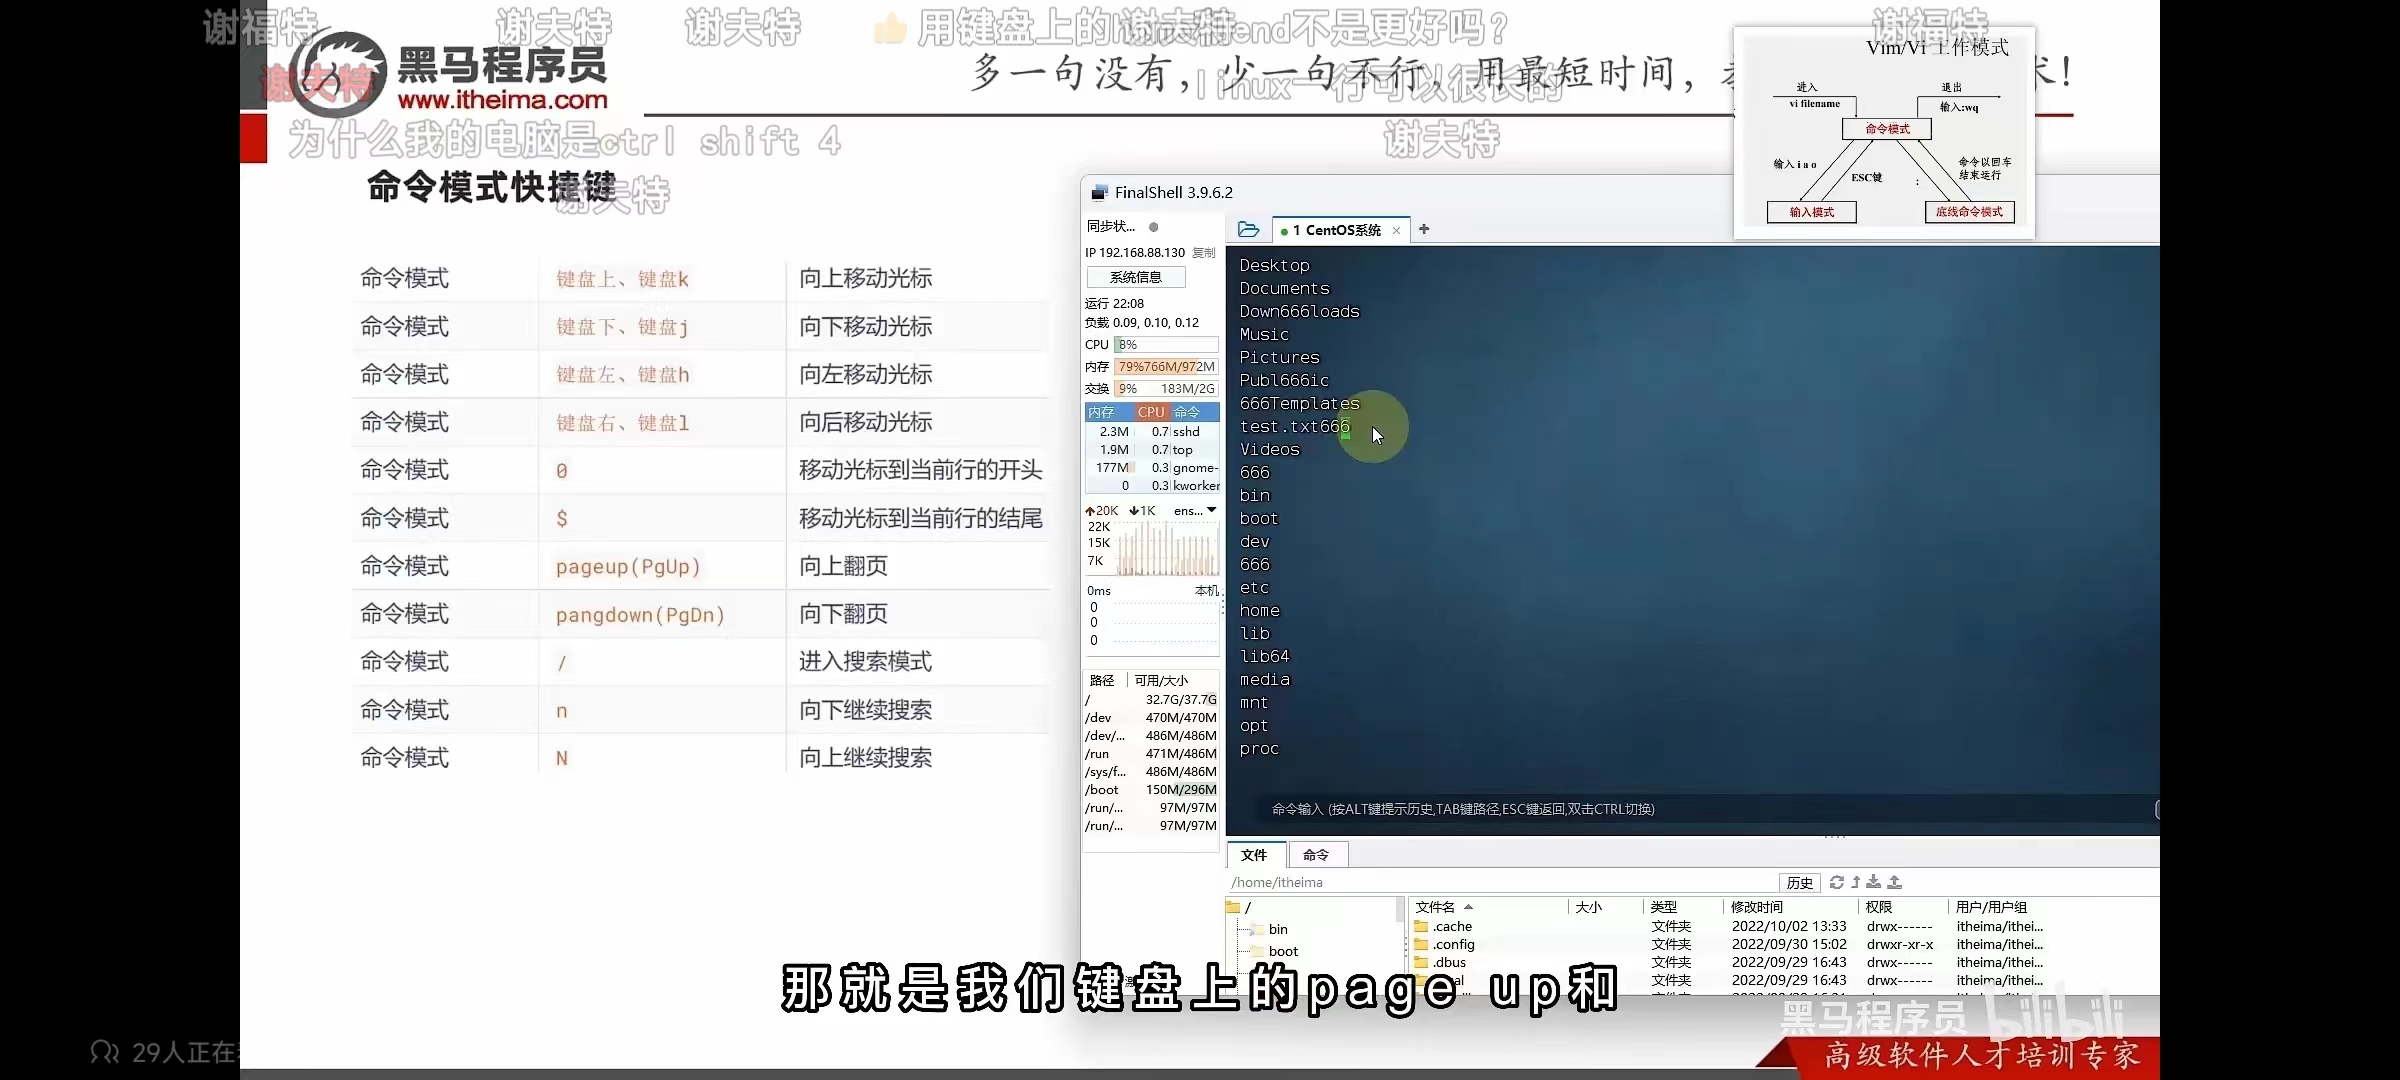 谢福特
谢夫特
谢夫特
用键盘上的home和end不是更好吗?
谢福特
谢夫特
黑马程序员
www.itheima.com
多一句没有，少一句不行，用最短时间，
术!
linux一行可以很长的
为什么我的电脑是ctrl shift 4
谢夫特
命令模式快捷键
谢夫特
命令模式 键盘上、键盘k 向上移动光标
命令模式 键盘下、键盘j 向下移动光标
命令模式 键盘左、键盘h 向左移动光标
命令模式 键盘右、键盘l 向后移动光标
命令模式 0 移动光标到当前行的开头
命令模式 $ 移动光标到当前行的结尾
命令模式 pageup(PgUp) 向上翻页
命令模式 pangdown(PgDn) 向下翻页
命令模式 / 进入搜索模式
命令模式 n 向下继续搜索
命令模式 N 向上继续搜索
Vim/Vi 工作模式
进入
vi filename
退出
输入:wq
命令模式
输入 i a o
ESC键
:
命令以回车
结束运行
输入模式
底线命令模式
FinalShell 3.9.6.2
同步状...
IP 192.168.88.130 复制
系统信息
运行 22:08
负载 0.09, 0.10, 0.12
CPU 8%
内存 79% 766M/972M
交换 9% 183M/2G
内存 CPU 命令
2.3M 0.7 sshd
1.9M 0.7 top
177M 0.3 gnome-
0 0.3 kworker
20K 1K ens...
22K
15K
7K
0ms 本机
0
0
0
路径 可用/大小
/ 32.7G/37.7G
/dev 470M/470M
/dev/... 486M/486M
/run 471M/486M
/sys/f... 486M/486M
/boot 150M/296M
/run/... 97M/97M
/run/... 97M/97M
1 CentOS系统 × +
Desktop
Documents
Down666loads
Music
Pictures
Publ666ic
666Templates
test.txt666
Videos
666
bin
boot
dev
666
etc
home
lib
lib64
media
mnt
opt
proc
命令输入 (按ALT键提示历史,TAB键路径,ESC键返回,双击CTRL切换)
文件 命令
/home/itheima 历史
/
bin
boot
文件名 大小 类型 修改时间 权限 用户/用户组
.cache 文件夹 2022/10/02 13:33 drwx------ itheima/ithei...
.config 文件夹 2022/09/30 15:02 drwxr-xr-x itheima/ithei...
.dbus 文件夹 2022/09/29 16:43 drwx------ itheima/ithei...
文件夹 2022/09/29 16:43 drwx------ itheima/ithei...
那就是我们键盘上的page up和
黑马程序员 bilibili
高级软件人才培训专家
29人正在